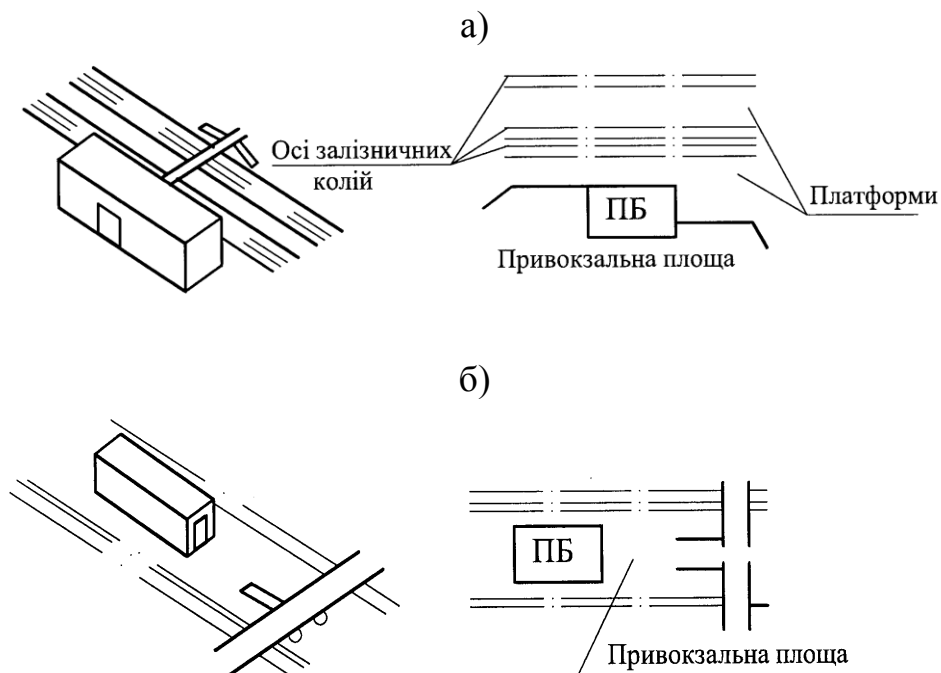 а)
Осі залізничних
колій
ПБ
Платформи
Привокзальна площа
б)
ПБ
Привокзальна площа